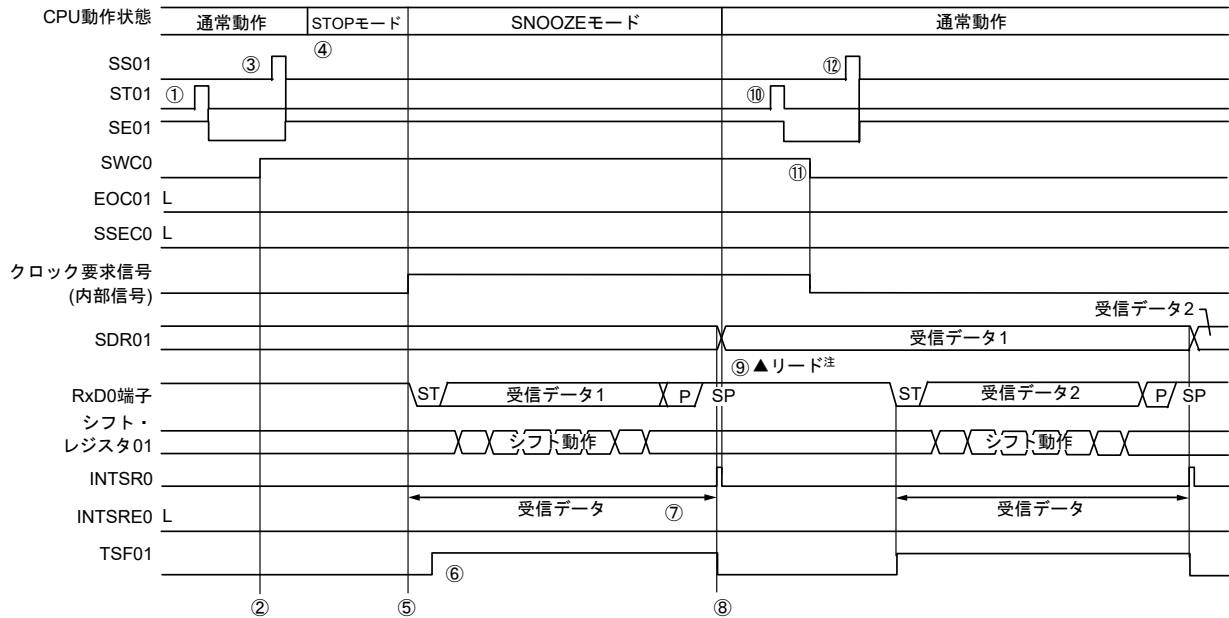 CPU動作状態 通常動作 STOPモード SNOOZEモード 通常動作
④
SS01 ③ ⑫
ST01 ① ⑩
SE01
SWC0 ⑪
EOC01 L
SSEC0 L
クロック要求信号
(内部信号)
受信データ2
SDR01 受信データ1
⑨ ▲リード注
RxD0端子 ST 受信データ1 P SP ST 受信データ2 P SP
シフト・
レジスタ01 シフト動作 シフト動作
INTSR0
受信データ ⑦ 受信データ
INTSRE0 L
TSF01
⑥
② ⑤ ⑧